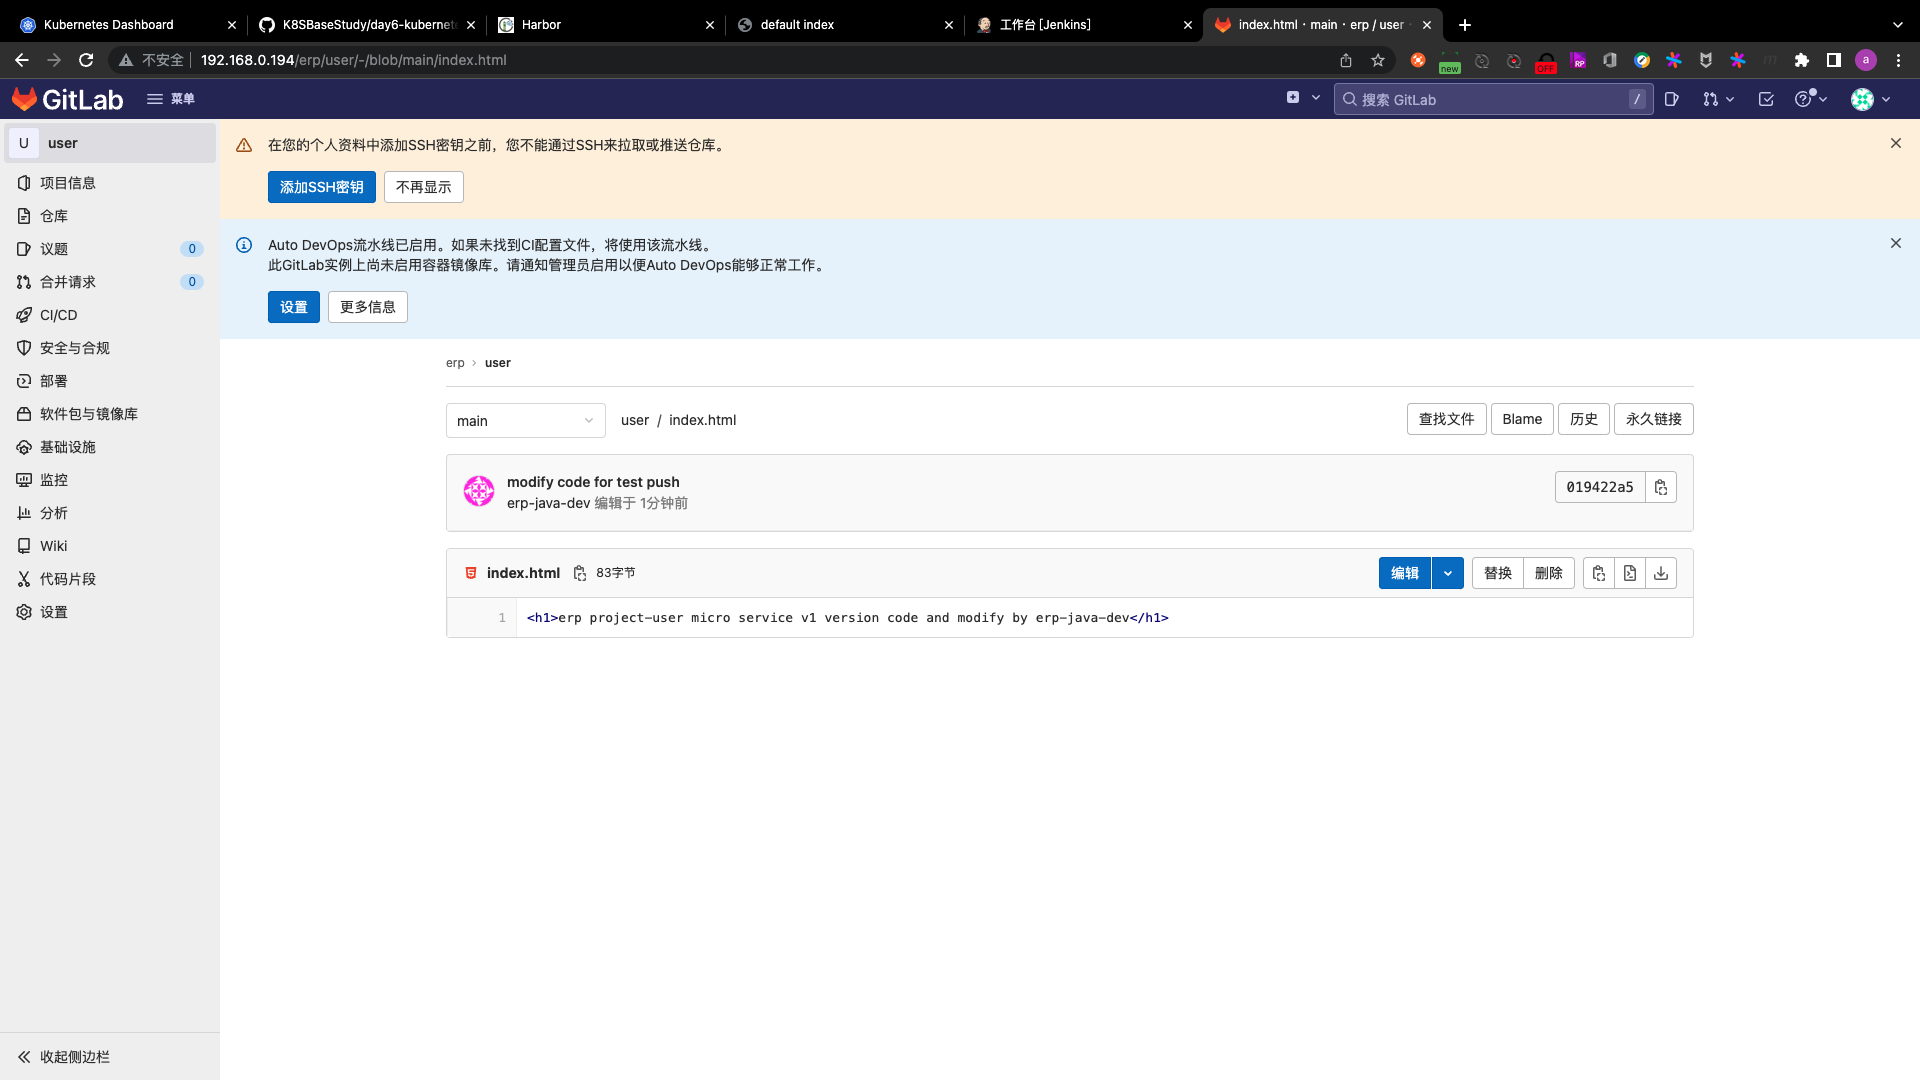 Kubernetes Dashboard
K8SBaseStudy/day6-kubernete
Harbor
default index
工作台 [Jenkins]
index.html · main · erp / user ·
不安全
192.168.0.194/erp/user/-/blob/main/index.html
new
OFF
RP
a
GitLab
菜单
搜索 GitLab
/
U
user
项目信息
仓库
议题
0
合并请求
0
CI/CD
安全与合规
部署
软件包与镜像库
基础设施
监控
分析
Wiki
代码片段
设置
收起侧边栏
在您的个人资料中添加SSH密钥之前，您不能通过SSH来拉取或推送仓库。
添加SSH密钥
不再显示
Auto DevOps流水线已启用。如果未找到CI配置文件，将使用该流水线。
此GitLab实例上尚未启用容器镜像库。请通知管理员启用以便Auto DevOps能够正常工作。
设置
更多信息
erp › user
main
user / index.html
查找文件
Blame
历史
永久链接
modify code for test push
erp-java-dev 编辑于 1分钟前
019422a5
index.html
83字节
编辑
替换
删除
1
<h1>erp project-user micro service v1 version code and modify by erp-java-dev</h1>